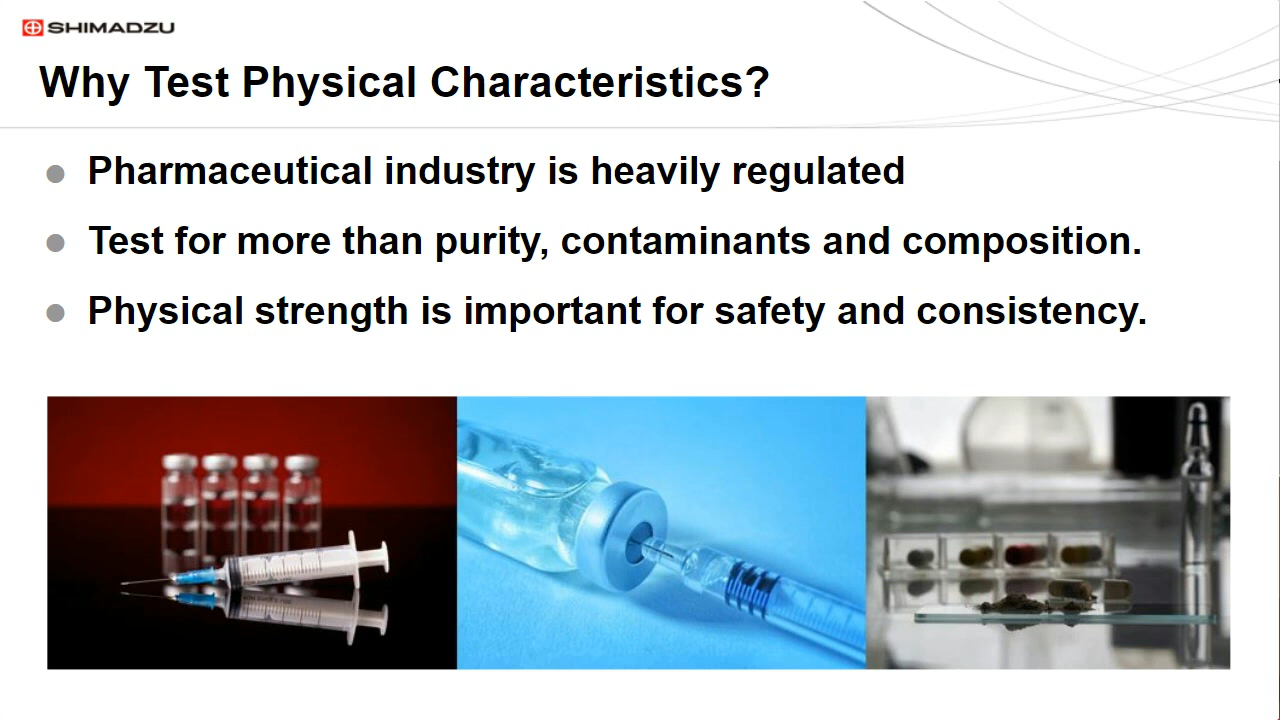 SHIMADZU
Why Test Physical Characteristics?
Pharmaceutical industry is heavily regulated
Test for more than purity, contaminants and composition.
Physical strength is important for safety and consistency.